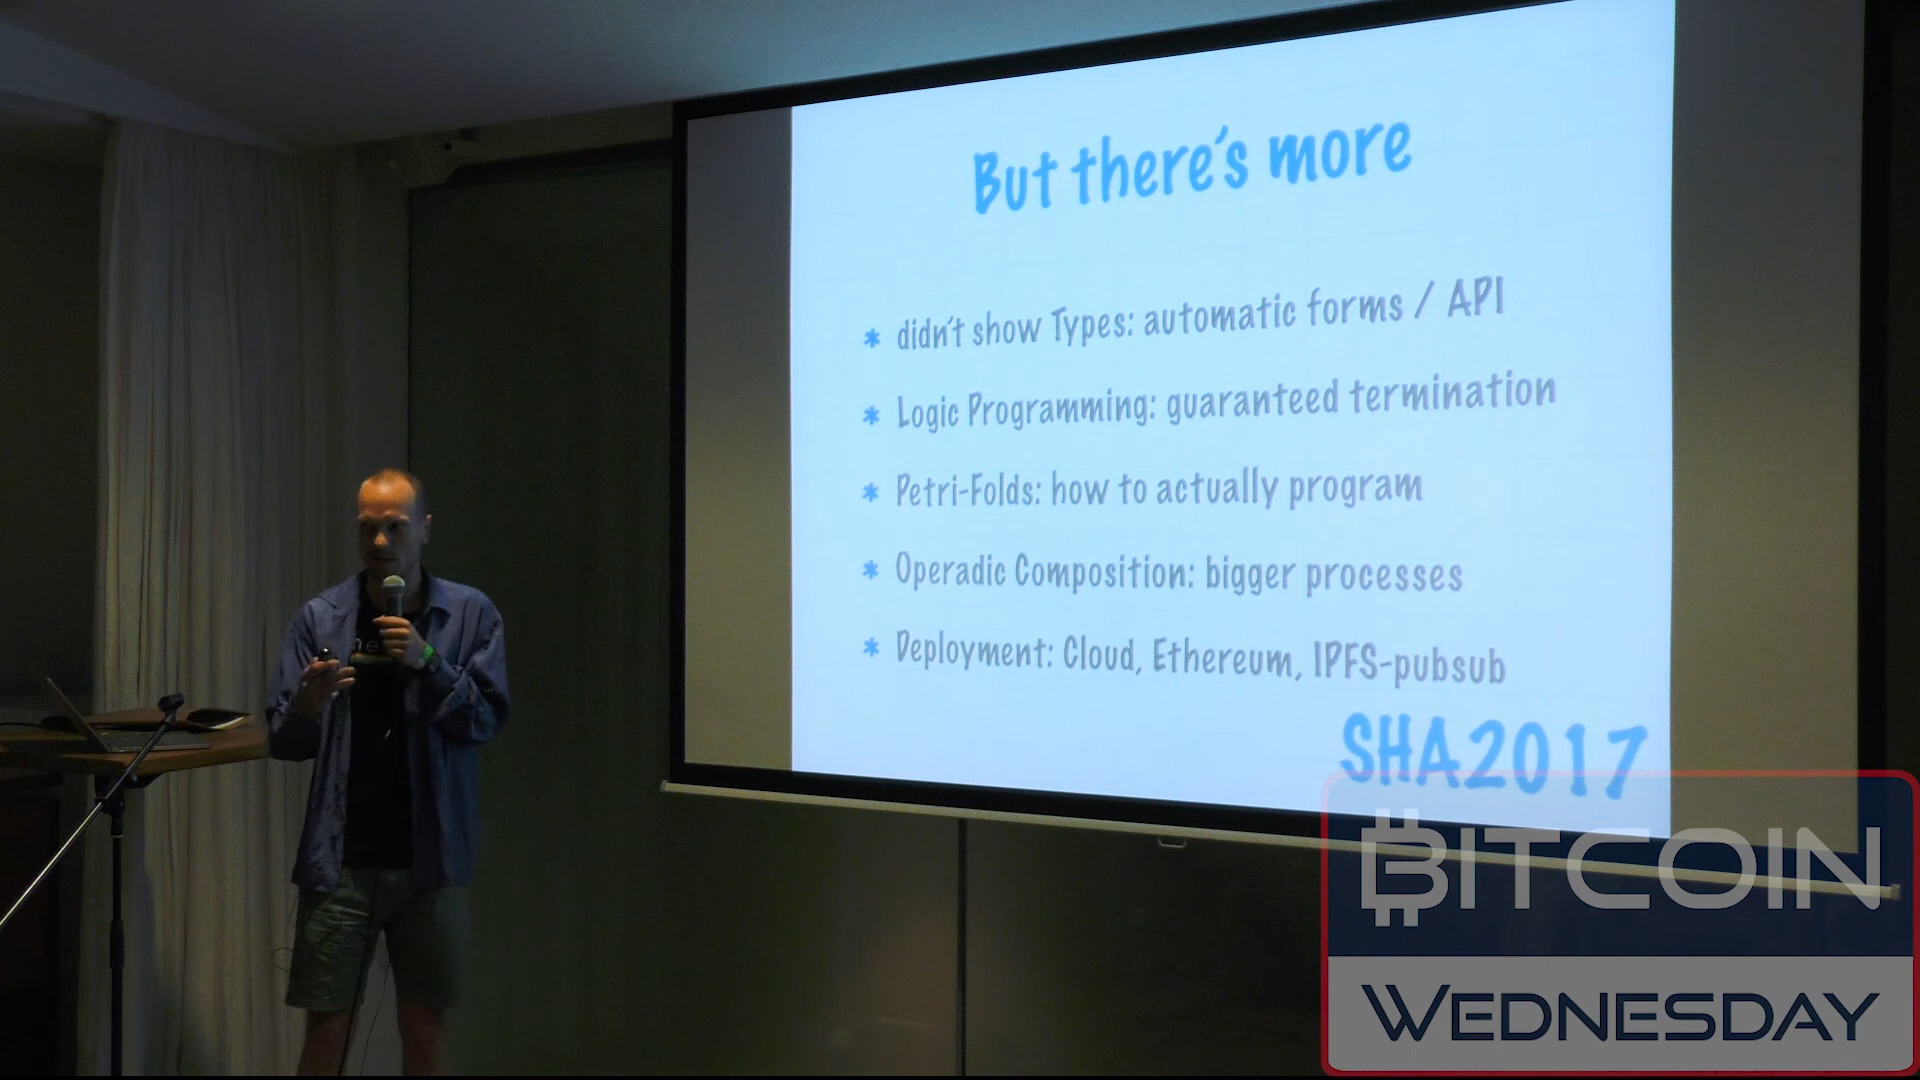 But there's more
* didn't show Types: automatic forms / API
* Logic Programming: guaranteed termination
* Petri-Folds: how to actually program
* Operadic Composition: bigger processes
* Deployment: Cloud, Ethereum, IPFS-pubsub
SHA2017
BITCOIN
WEDNESDAY